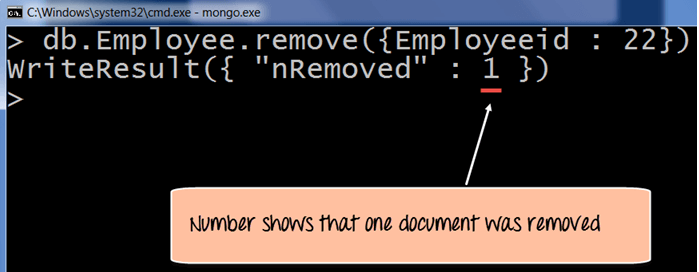 C:\Windows\system32\cmd.exe - mongo.exe
> db.Employee.remove({Employeeid : 22})
WriteResult({ "nRemoved" : 1 })
>
Number shows that one document was removed